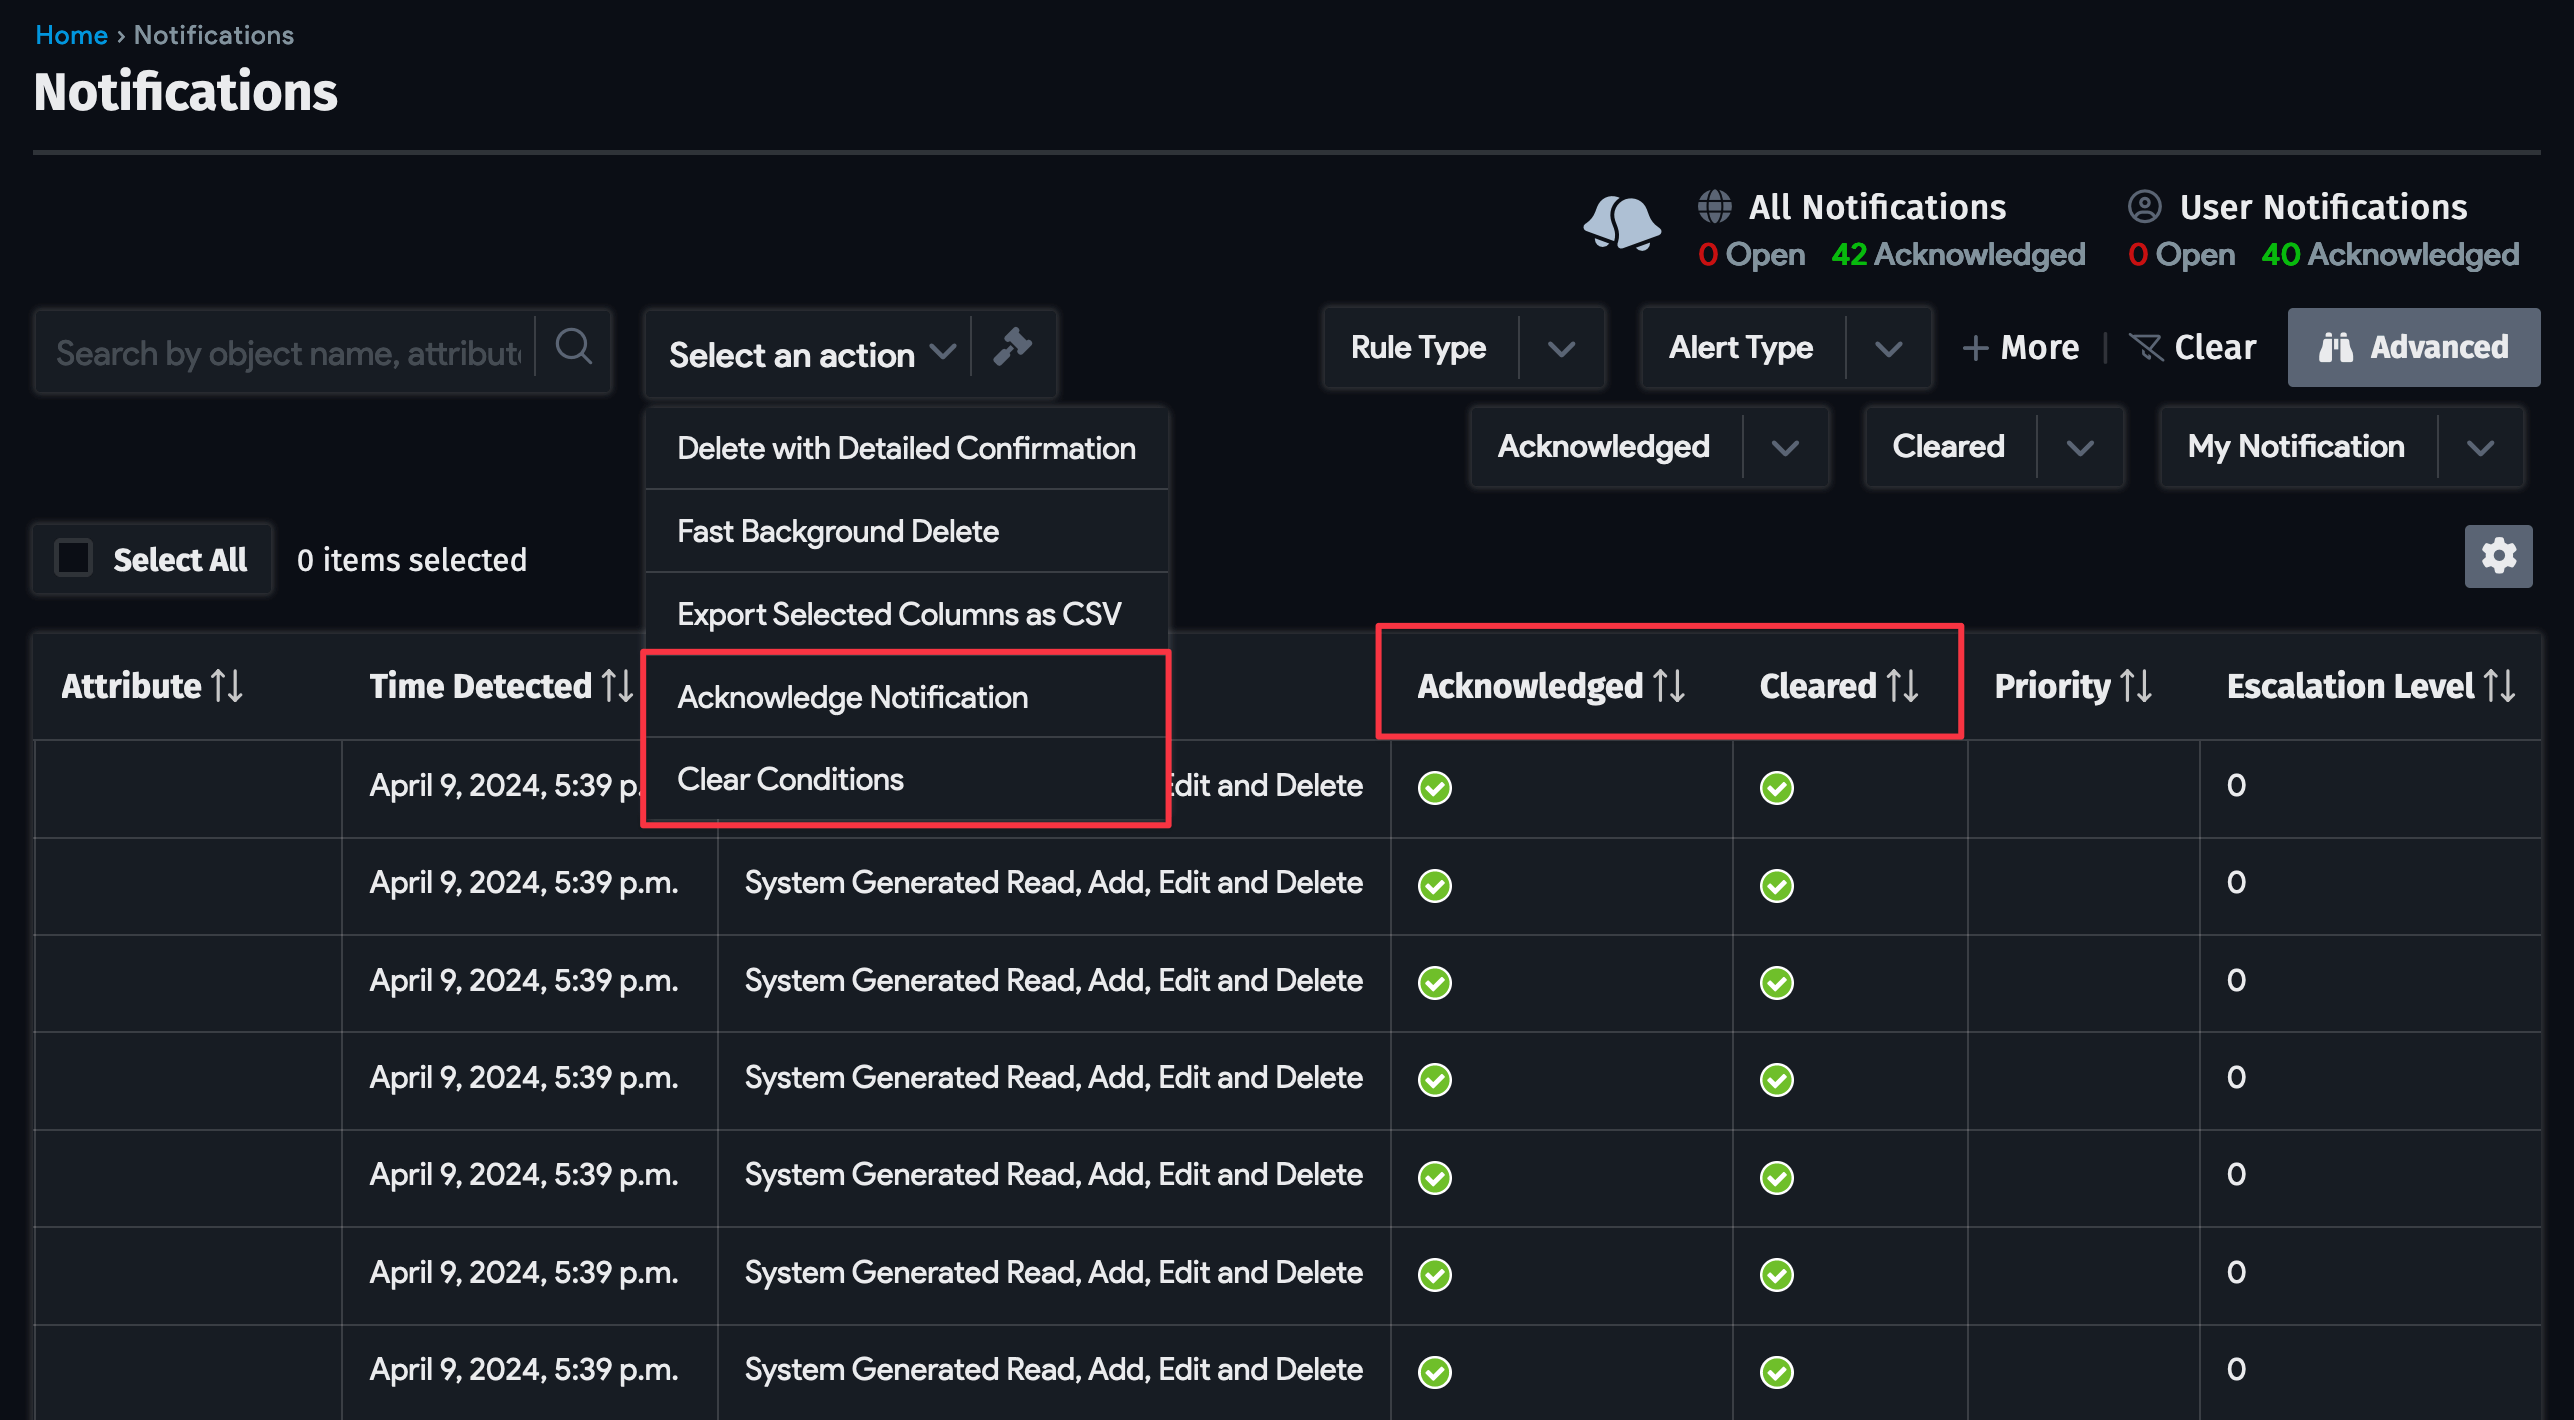 Home › Notifications
Notifications
All Notifications
0 Open 42 Acknowledged
User Notifications
0 Open 40 Acknowledged
Search by object name, attribut
Select an action
Rule Type
Alert Type
+ More
Clear
Advanced
Delete with Detailed Confirmation
Fast Background Delete
Export Selected Columns as CSV
Acknowledge Notification
Clear Conditions
Acknowledged
Cleared
My Notification
Select All
0 items selected
Attribute Time Detected Acknowledged Cleared Priority Escalation Level
April 9, 2024, 5:39 p. Edit and Delete 0
April 9, 2024, 5:39 p.m. System Generated Read, Add, Edit and Delete 0
April 9, 2024, 5:39 p.m. System Generated Read, Add, Edit and Delete 0
April 9, 2024, 5:39 p.m. System Generated Read, Add, Edit and Delete 0
April 9, 2024, 5:39 p.m. System Generated Read, Add, Edit and Delete 0
April 9, 2024, 5:39 p.m. System Generated Read, Add, Edit and Delete 0
April 9, 2024, 5:39 p.m. System Generated Read, Add, Edit and Delete 0